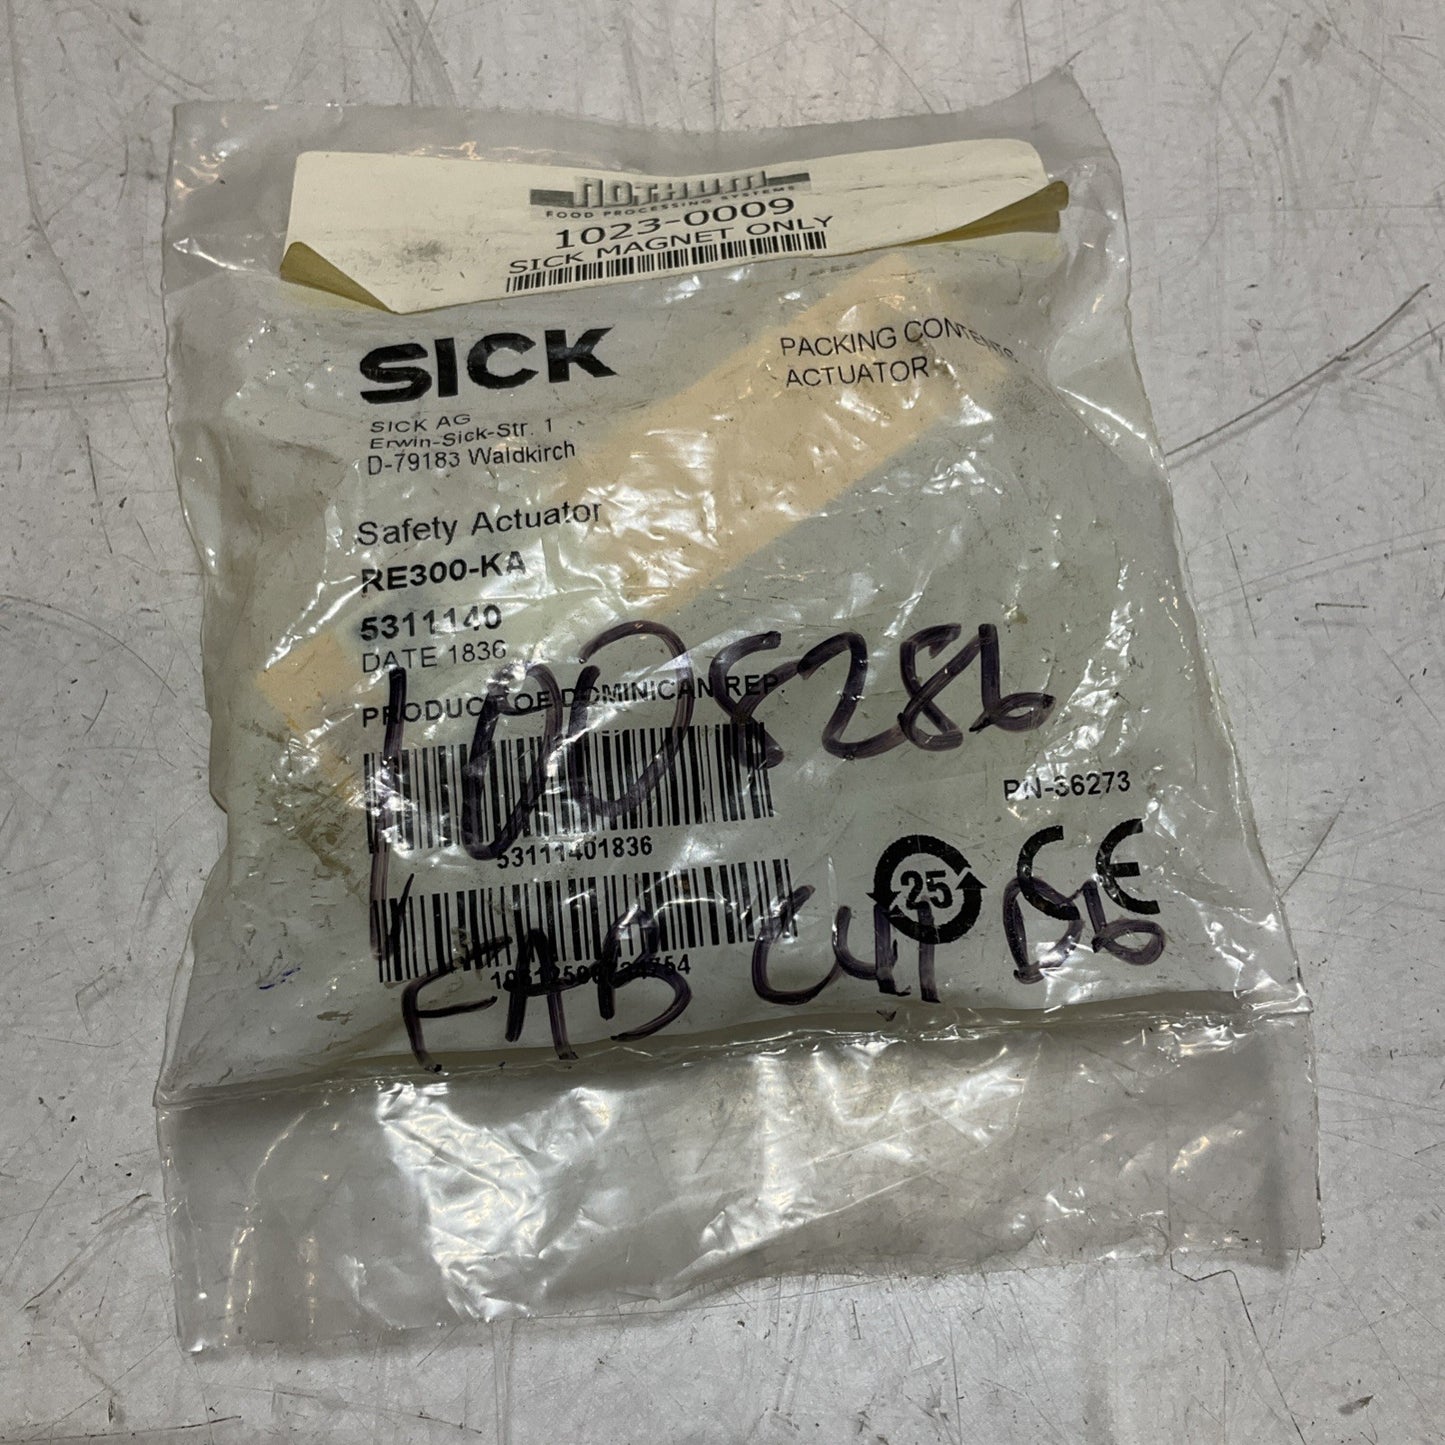 NOTHUM
FOOD PROCESSING SYSTEMS
1023-0009
SICK MAGNET ONLY
SICK
PACKING CONTENTS
ACTUATOR
SICK AG
Erwin-Sick-Str. 1
D-79183 Waldkirch
Safety Actuator
RE300-KA
5311140
DATE 1836
PRODUCT OF DOMINICAN REP
1008286
PN-36273
53111401836
25
CE
FAB C41 D6